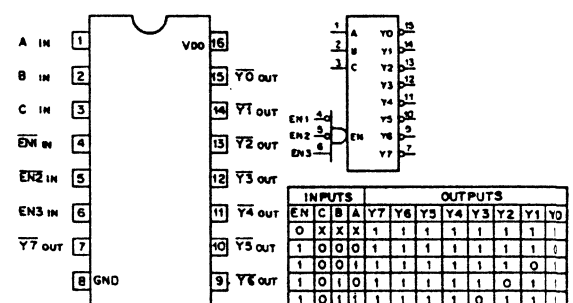 A IN 1
B IN 2
C IN 3
EN1 IN 4
EN2 IN 5
EN3 IN 6
Y7 OUT 7
8 GND
VDD 16
15 Y0 OUT
14 Y1 OUT
13 Y2 OUT
12 Y3 OUT
11 Y4 OUT
10 Y5 OUT
9 Y6 OUT
1 A Y0 15
2 B Y1 14
3 C Y2 13
Y3 12
Y4 11
EN1 4 Y5 10
EN2 5 EN Y6 9
EN3 6 Y7 7
INPUTS OUTPUTS
EN C B A Y7 Y6 Y5 Y4 Y3 Y2 Y1 Y0
0 X X X 1 1 1 1 1 1 1 1
1 0 0 0 1 1 1 1 1 1 1 0
1 0 0 1 1 1 1 1 1 1 0 1
1 0 1 0 1 1 1 1 1 0 1 1
1 0 1 1 1 1 1 1 0 1 1 1